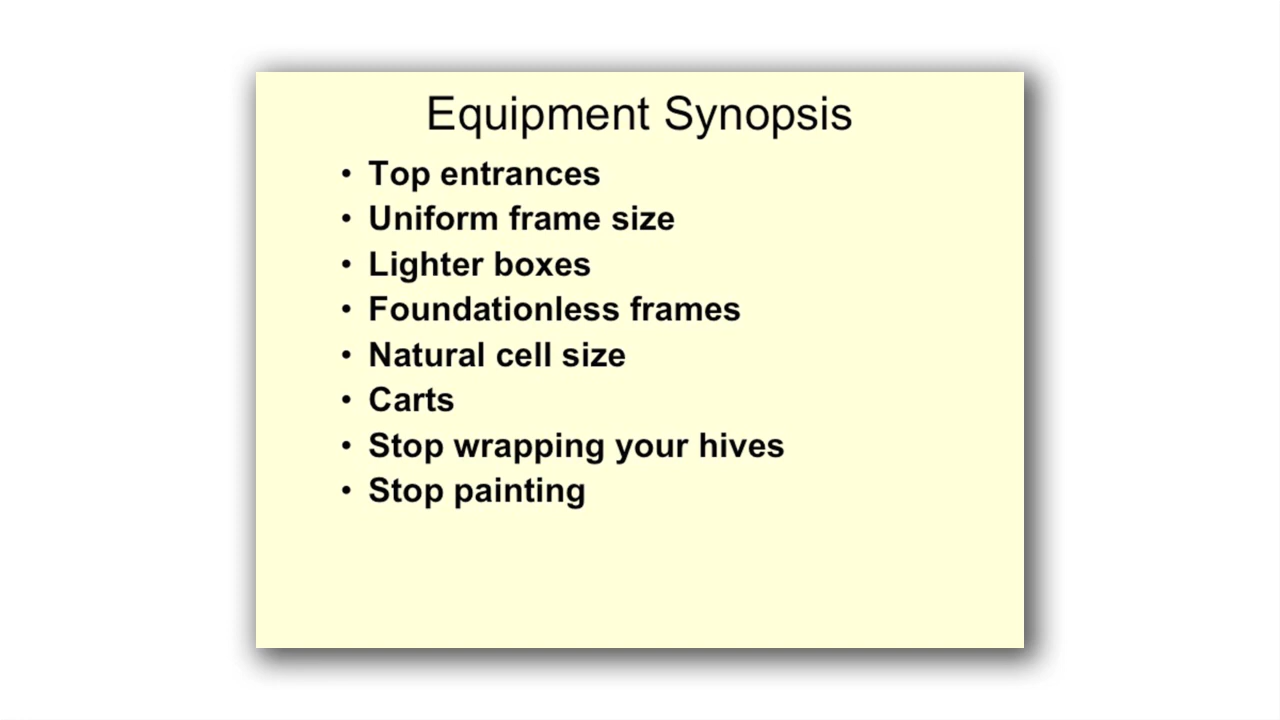 Equipment Synopsis
• Top entrances
• Uniform frame size
• Lighter boxes
• Foundationless frames
• Natural cell size
• Carts
• Stop wrapping your hives
• Stop painting